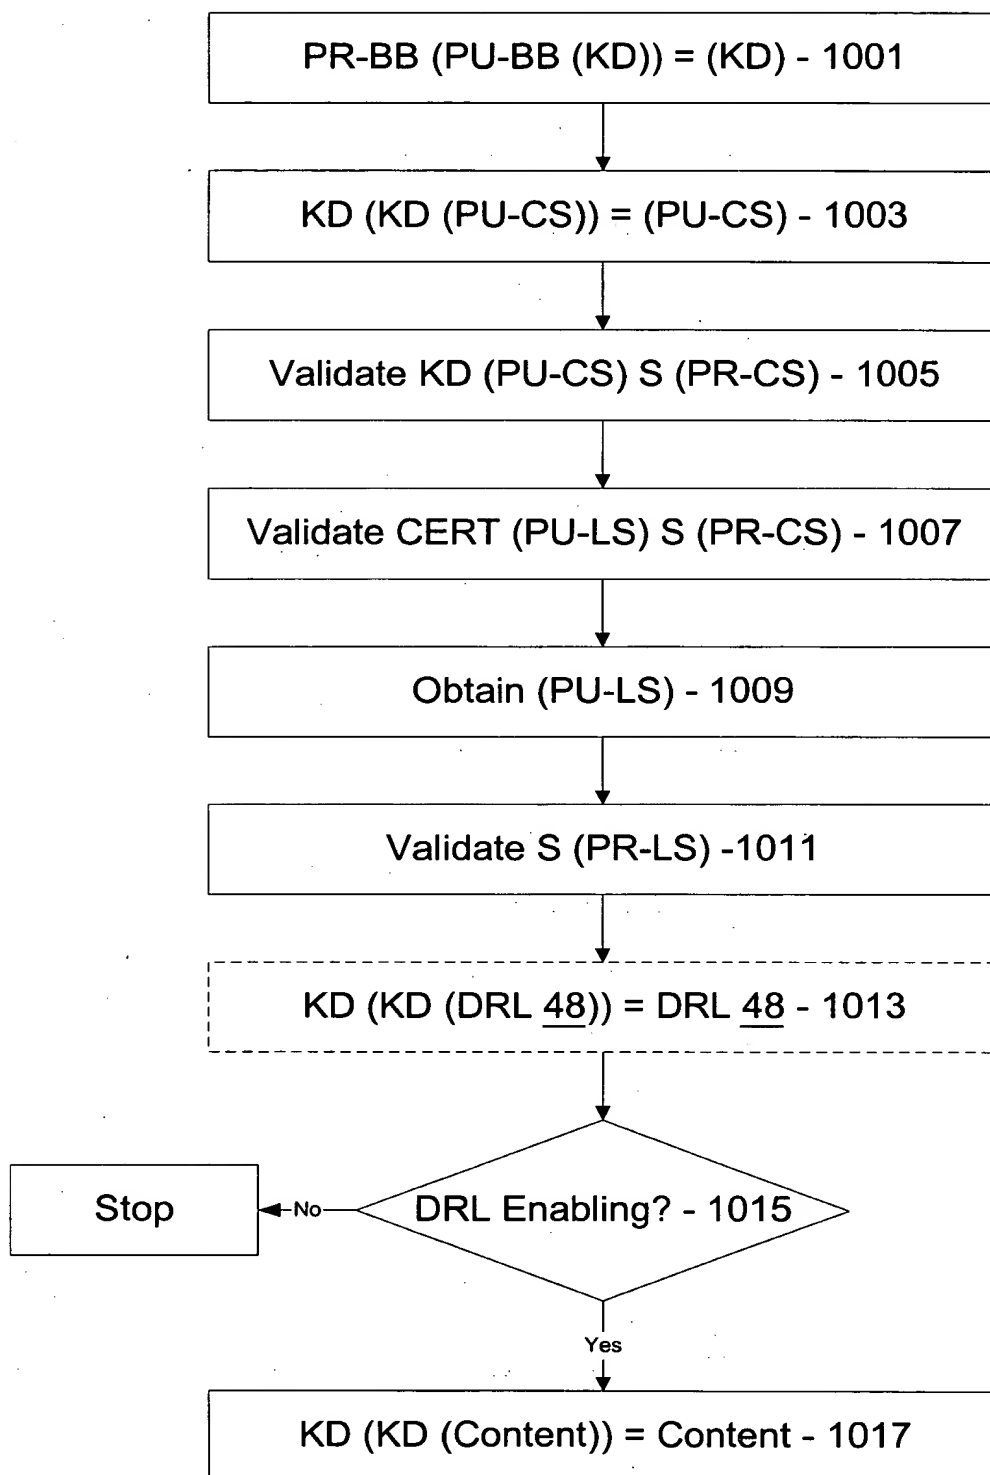 PR-BB (PU-BB (KD)) = (KD) - 1001
KD (KD (PU-CS)) = (PU-CS) - 1003
Validate KD (PU-CS) S (PR-CS) - 1005
Validate CERT (PU-LS) S (PR-CS) - 1007
Obtain (PU-LS) - 1009
Validate S (PR-LS) -1011
KD (KD (DRL 48)) = DRL 48 - 1013
Stop
No
DRL Enabling? - 1015
Yes
KD (KD (Content)) = Content - 1017